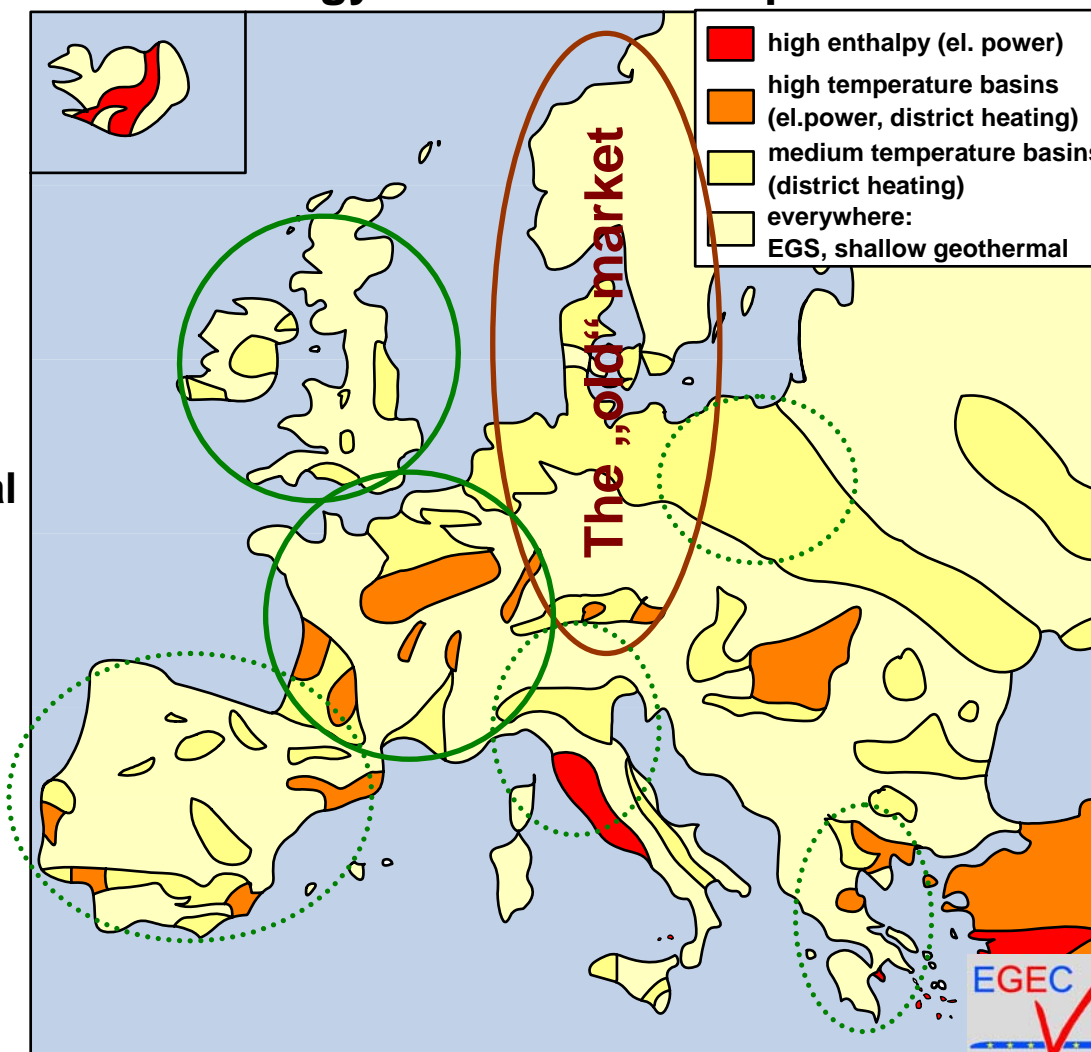 high enthalpy (el. power)
high temperature basins
(el.power, district heating)
medium temperature basins
(district heating)
everywhere:
EGS, shallow geothermal
The „old“ market
al
EGEC